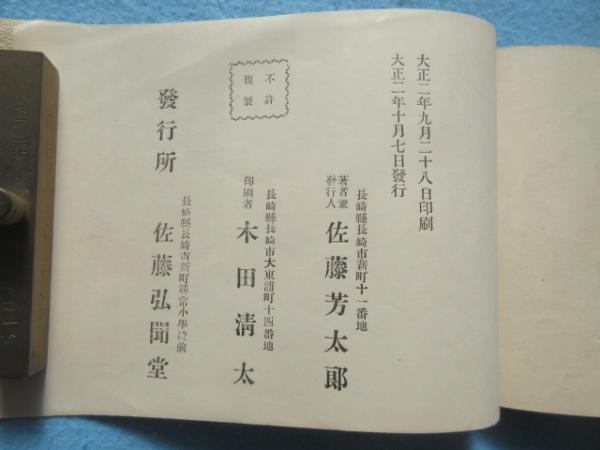 大正二年九月二十八日印刷
大正二年十月七日發行
長崎縣長崎市新町十一番地
著者兼
發行人
佐藤芳太郎
長崎縣長崎市大東浦町十四番地
印刷者
木田清太
不許
複製
長崎縣長崎市新町尋常小學校前
發行所
佐藤弘聞堂